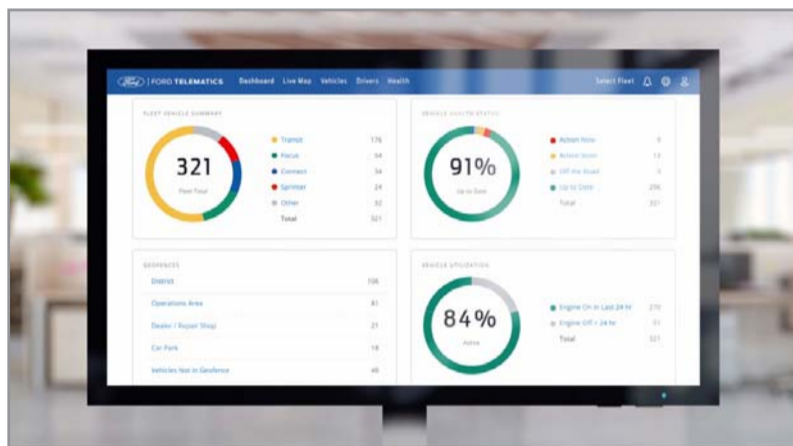 Ford | FORD TELEMATICS Dashboard Live Map Vehicles Drivers Health Select Fleet
FLEET VEHICLE SUMMARY
321
Fleet Total
Transit 176
Focus
Connect
Sprinter 24
Other 32
Total 321
VEHICLE HEALTH STATUS
91%
Up to Date
Action Now
Action Soon
Off the Road
Up to Date 296
Total 321
GEOFENCES
District 106
Operations Area
Dealer / Repair Shop 21
Car Park 18
Vehicles Not In Geofence 49
VEHICLE UTILIZATION
84%
Active
Engine On in Last 24 hr 270
Engine Off > 24 hr 51
Total 321